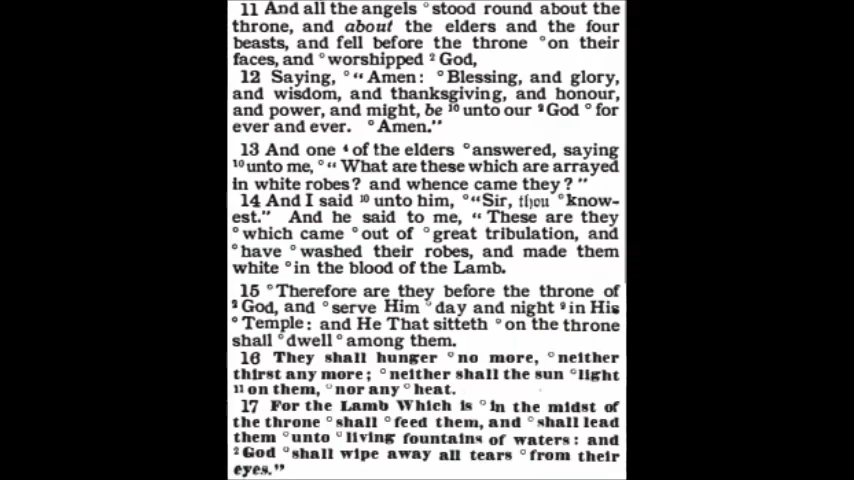 11 And all the angels °stood round about the
throne, and about the elders and the four
beasts, and fell before the throne °on their
faces, and °worshipped ² God,
12 Saying, °“Amen: °Blessing, and glory,
and wisdom, and thanksgiving, and honour,
and power, and might, be ¹⁰ unto our ² God °for
ever and ever. °Amen.”
13 And one ⁴ of the elders °answered, saying
¹⁰ unto me, °“What are these which are arrayed
in white robes? and whence came they?”
14 And I said ¹⁰ unto him, °“Sir, thou °know-
est.” And he said to me, “These are they
°which came °out of °great tribulation, and
°have °washed their robes, and made them
white °in the blood of the Lamb.
15 °Therefore are they before the throne of
² God, and °serve Him °day and night ⁹ in His
°Temple: and He That sitteth °on the throne
shall °dwell °among them.
16 They shall hunger °no more, °neither
thirst any more; °neither shall the sun °light
¹¹ on them, °nor any °heat.
17 For the Lamb Which is °in the midst of
the throne °shall °feed them, and °shall lead
them °unto °living fountains of waters: and
² God °shall wipe away all tears °from their
eyes.”